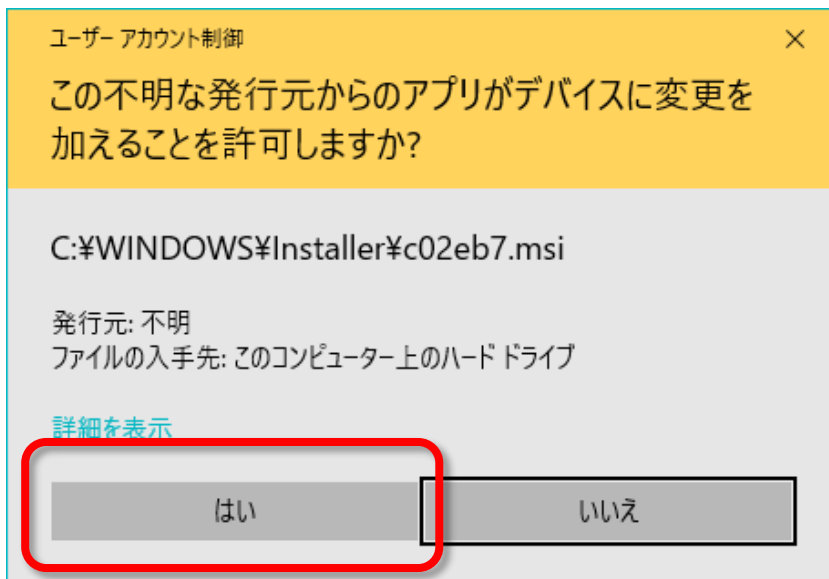 ユーザー アカウント制御
この不明な発行元からのアプリがデバイスに変更を
加えることを許可しますか?
C:¥WINDOWS¥Installer¥c02eb7.msi
発行元: 不明
ファイルの入手先: このコンピューター上のハード ドライブ
詳細を表示
はい
いいえ